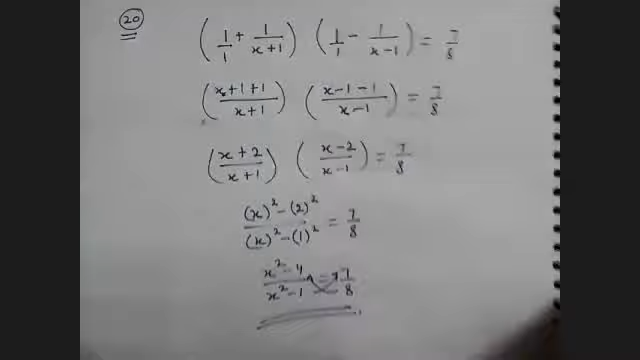 20
(1/1 + 1/x+1) (1/1 - 1/x-1) = 7/8
(x+1+1/x+1) (x-1-1/x-1) = 7/8
(x+2/x+1) (x-2/x-1) = 7/8
(x)² - (2)²/(x)² - (1)² = 7/8
x² - 4/x² - 1 = 7/8